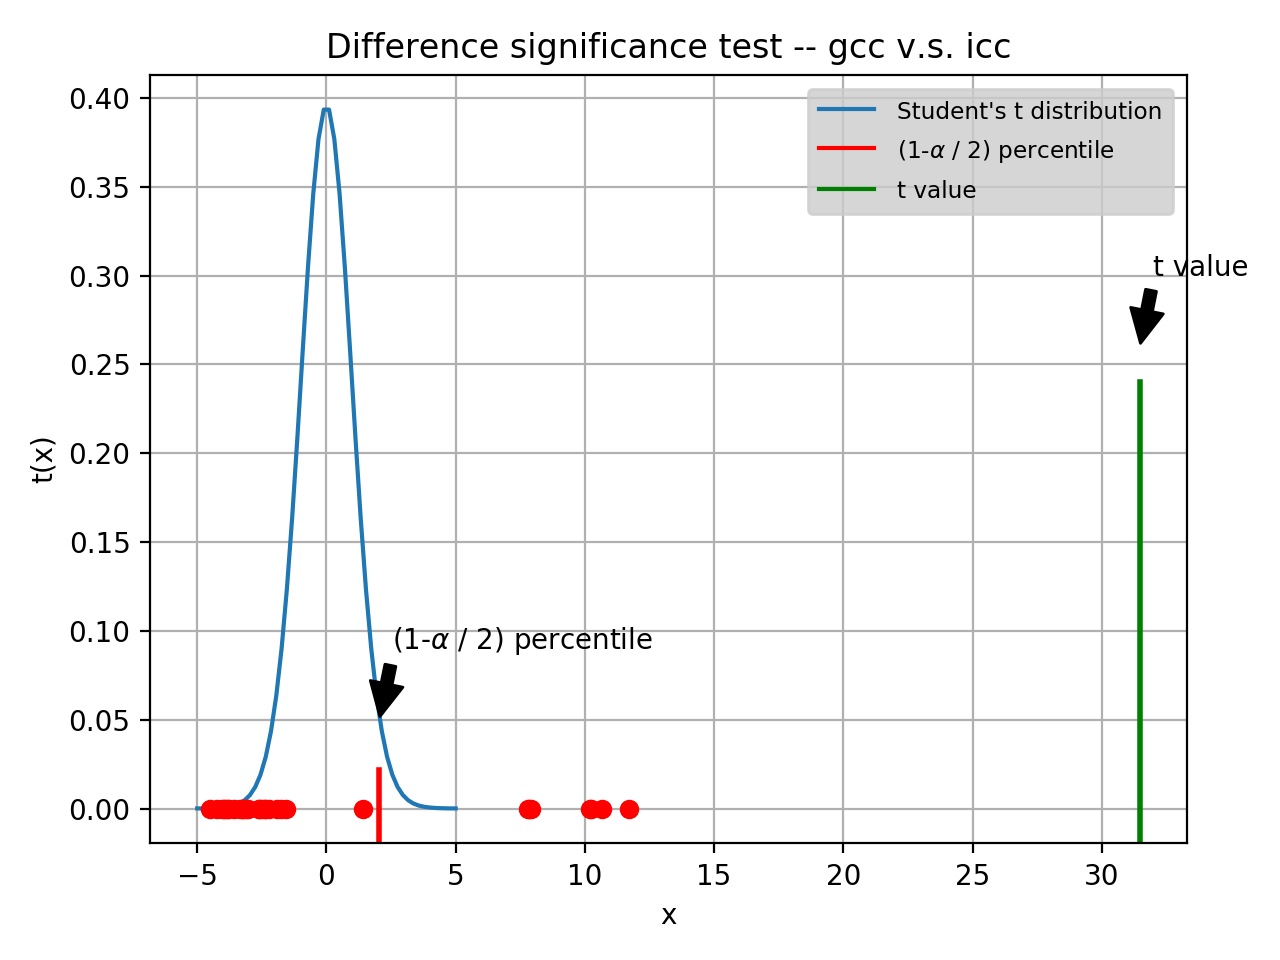 Difference significance test -- gcc v.s. icc
0.40
0.35
0.30
0.25
0.20
0.15
0.10
0.05
0.00
t(x)
Student's t distribution
(1-α / 2) percentile
t value
t value
(1-α / 2) percentile
−5 0 5 10 15 20 25 30
x